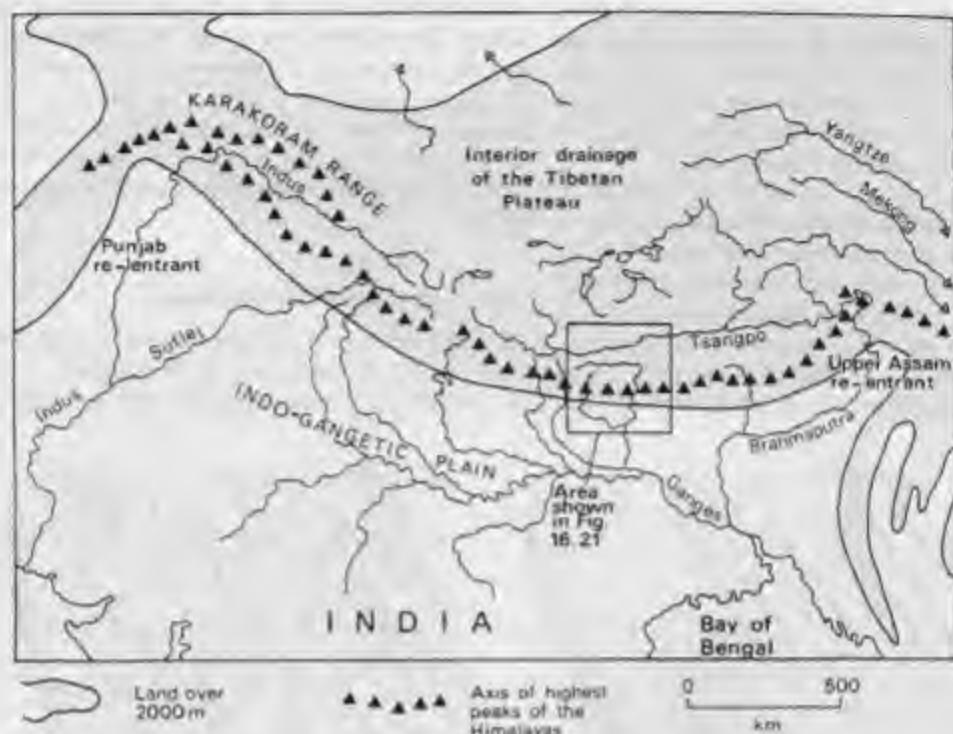 KARAKORAM RANGE
Indus
Interior drainage
of the Tibetan
Plateau
Yangtze
Mekong
Punjab
re-entrant
Sutlej
Indus
Tsangpo
Upper Assam
re-entrant
INDO-GANGETIC PLAIN
Brahmaputra
Ganges
Area
shown
in Fig.
16.21
INDIA
Bay of
Bengal
Land over
2000m
Axis of highest
peaks of the
Himalayas
0 500
km